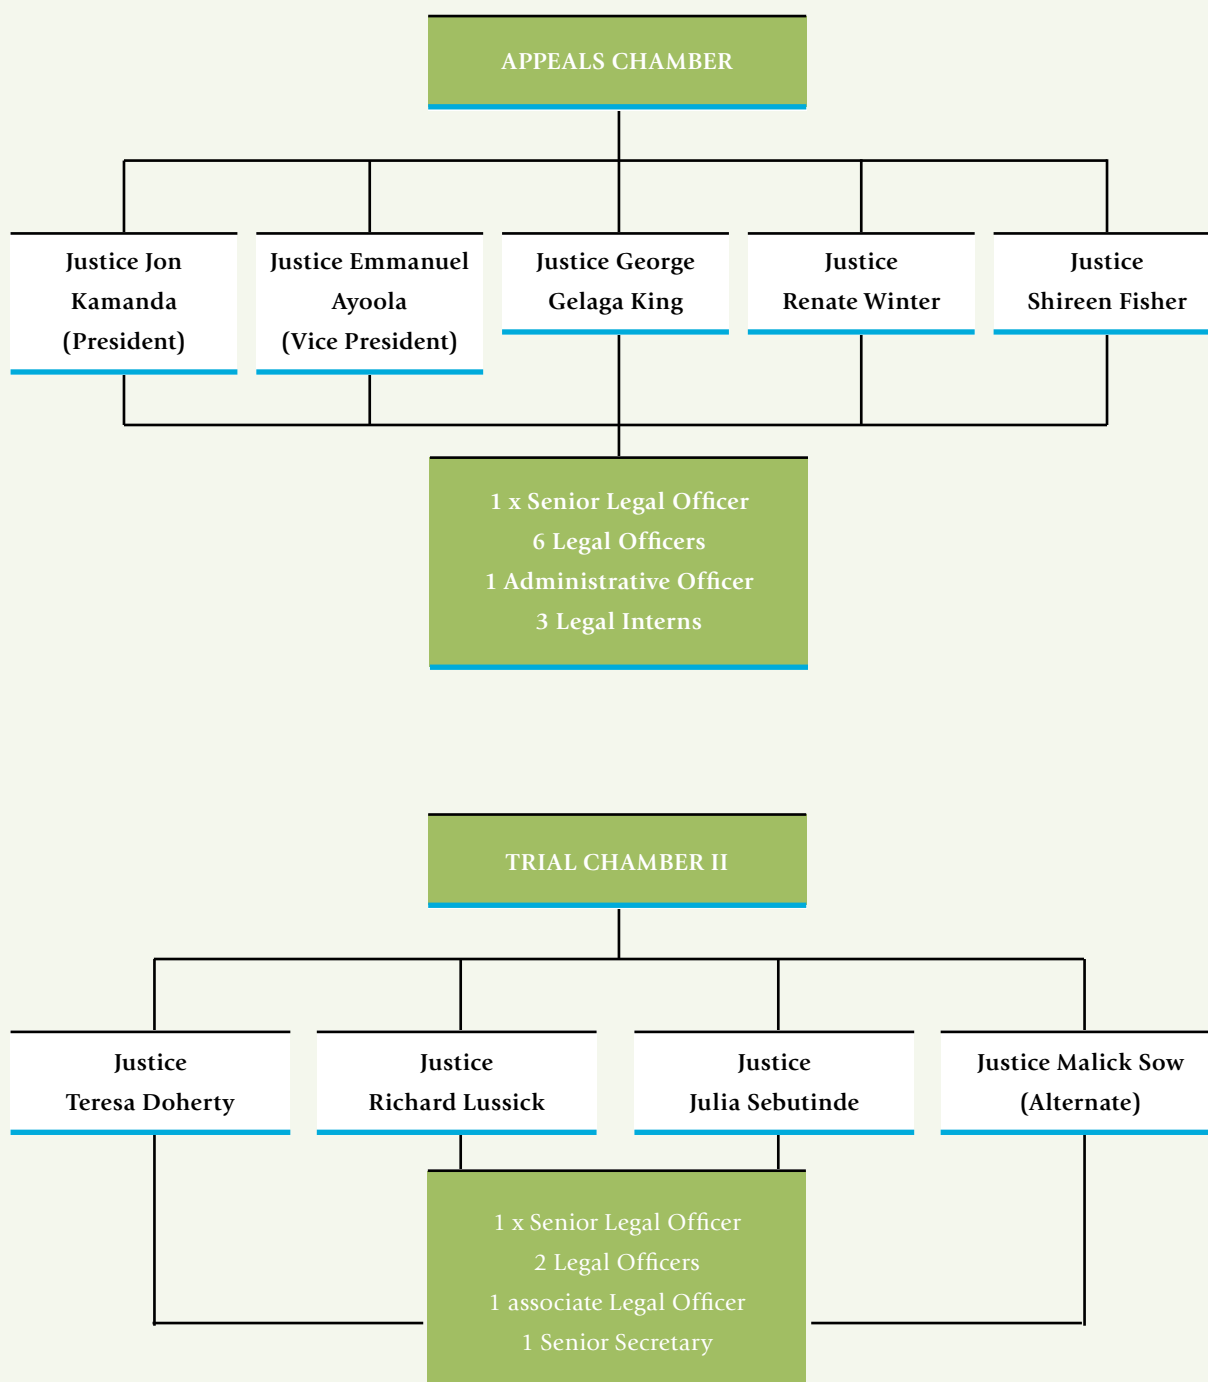 APPEALS CHAMBER
Justice Jon
Kamanda
(President)
Justice Emmanuel
Ayoola
(Vice President)
Justice George
Gelaga King
Justice
Renate Winter
Justice
Shireen Fisher
1 x Senior Legal Officer
6 Legal Officers
1 Administrative Officer
3 Legal Interns
TRIAL CHAMBER II
Justice
Teresa Doherty
Justice
Richard Lussick
Justice
Julia Sebutinde
Justice Malick Sow
(Alternate)
1 x Senior Legal Officer
2 Legal Officers
1 associate Legal Officer
1 Senior Secretary